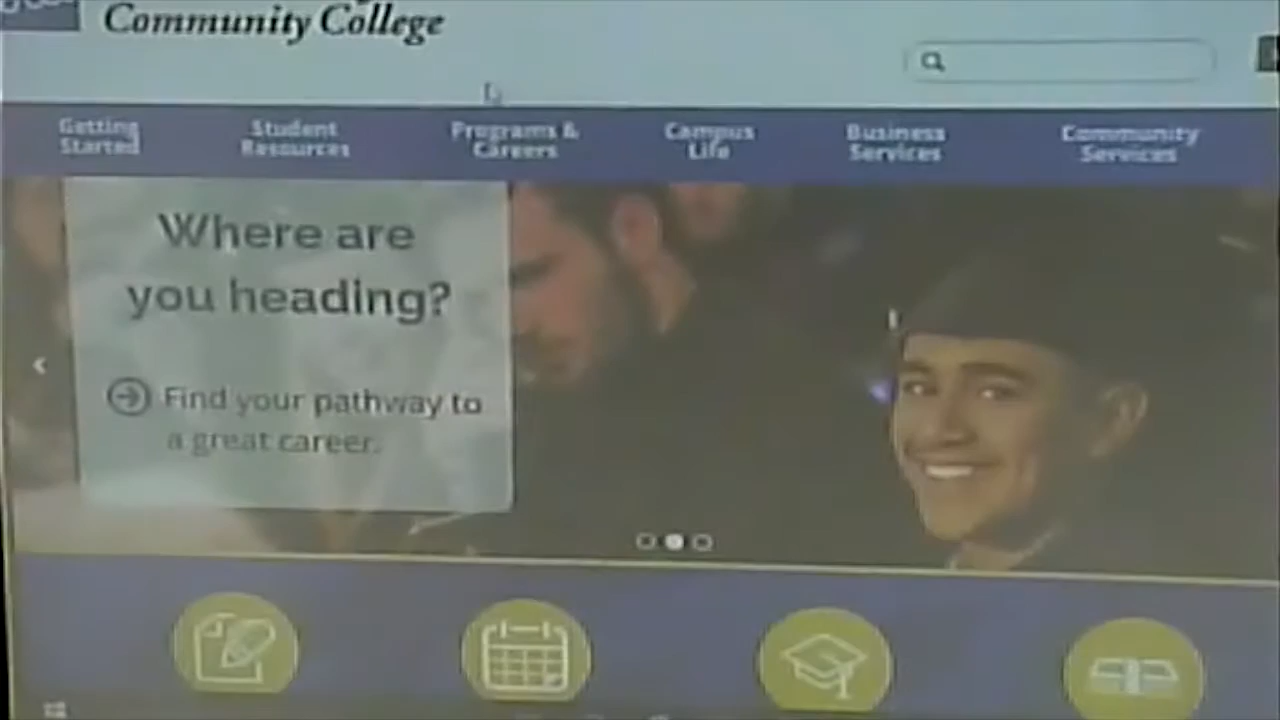 Community College
Getting
Started
Student
Resources
Programs &
Careers
Campus
Life
Business
Services
Community
Services
Where are
you heading?
Find your pathway to
a great career.